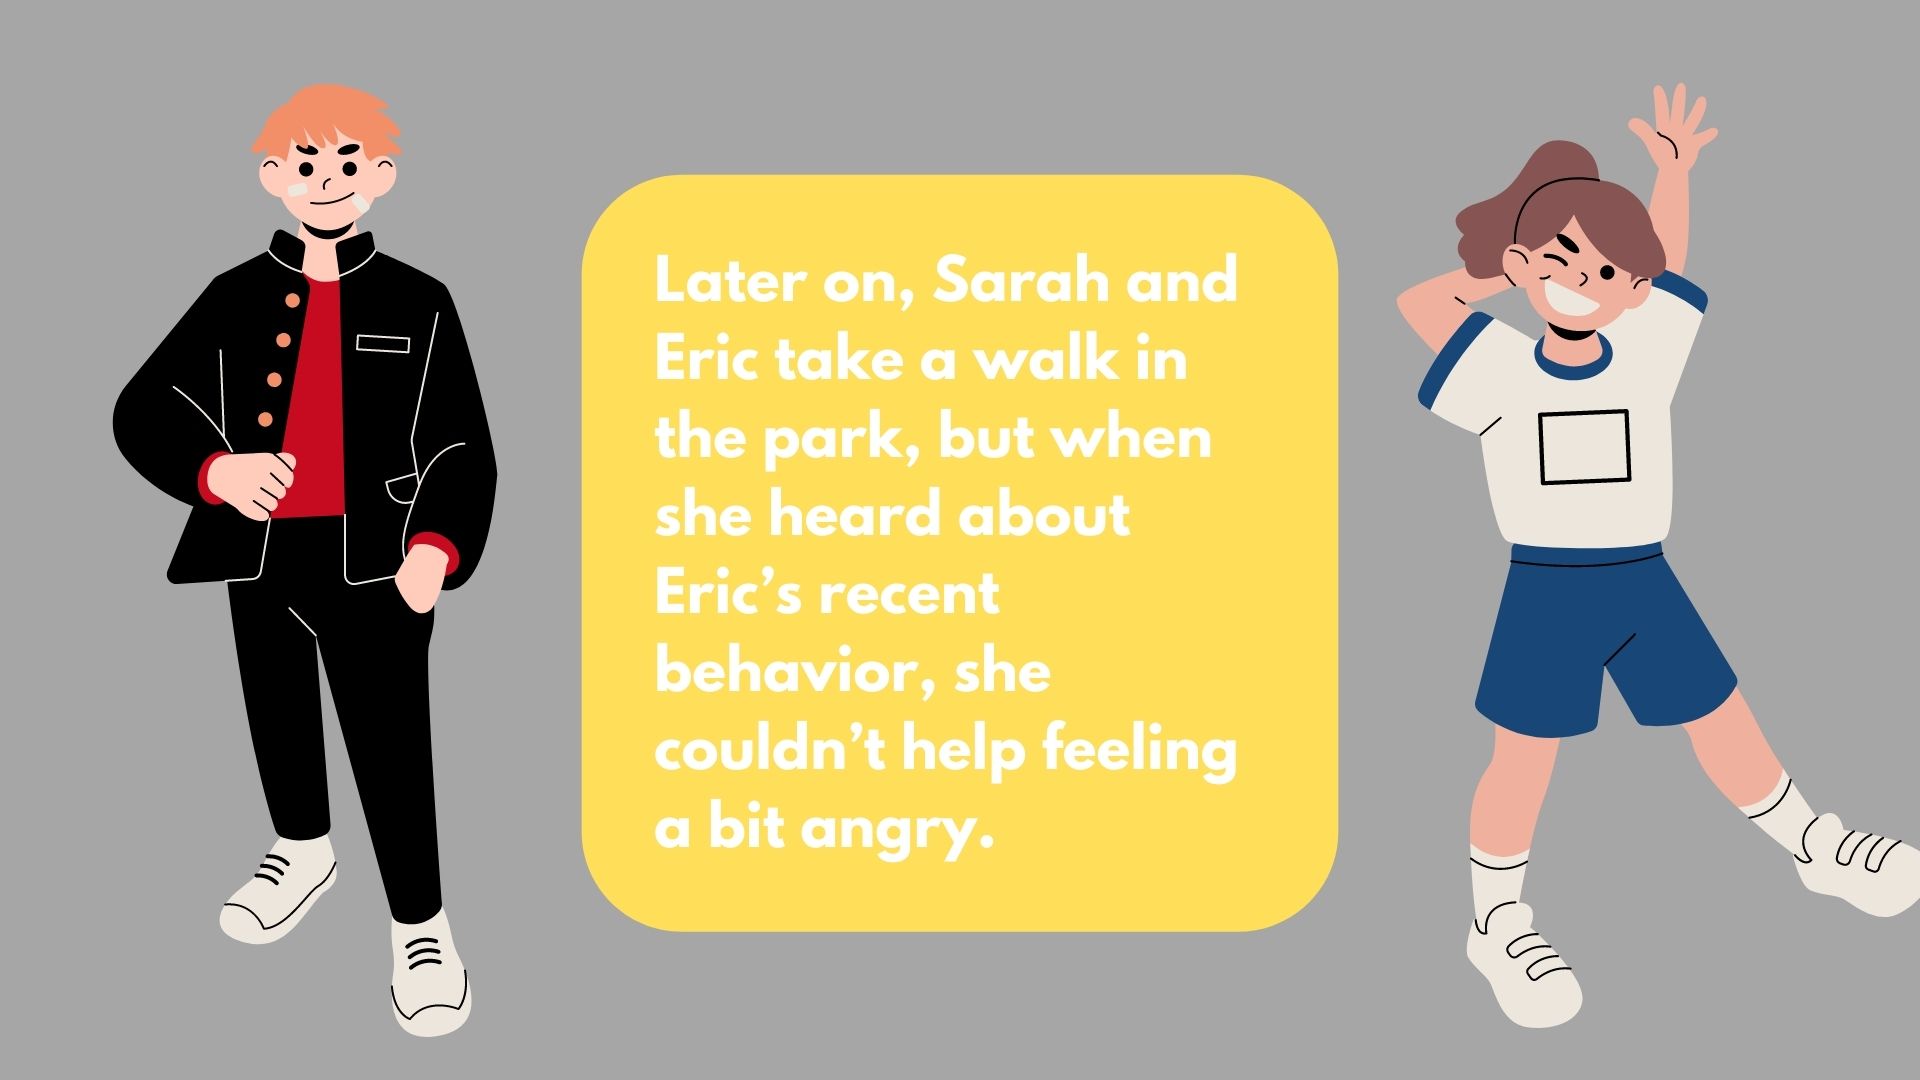 Later on, Sarah and
Eric take a walk in
the park, but when
she heard about
Eric’s recent
behavior, she
couldn’t help feeling
a bit angry.